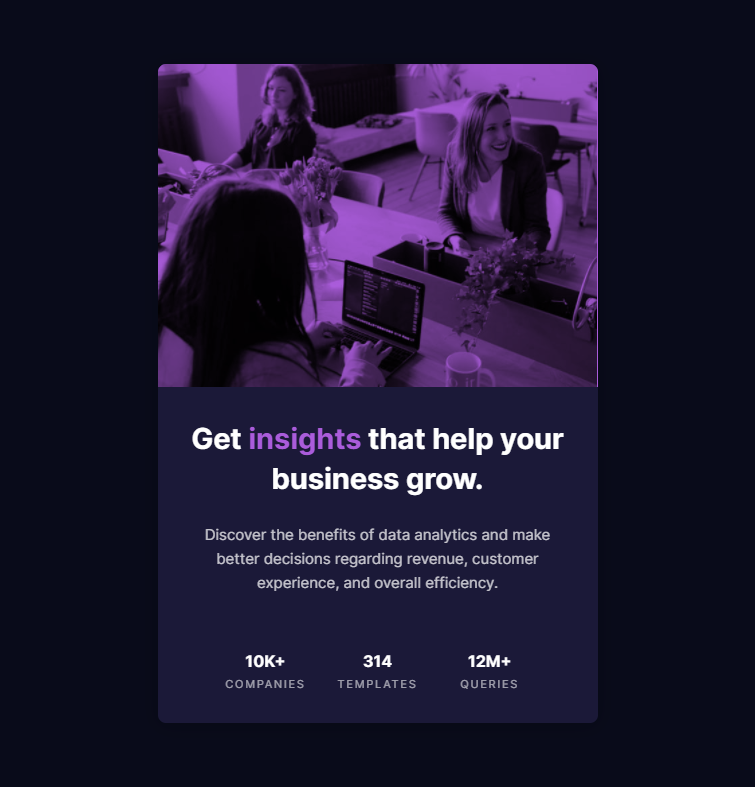 Get insights that help your
business grow.
Discover the benefits of data analytics and make
better decisions regarding revenue, customer
experience, and overall efficiency.
10K+ 314 12M+
COMPANIES TEMPLATES QUERIES